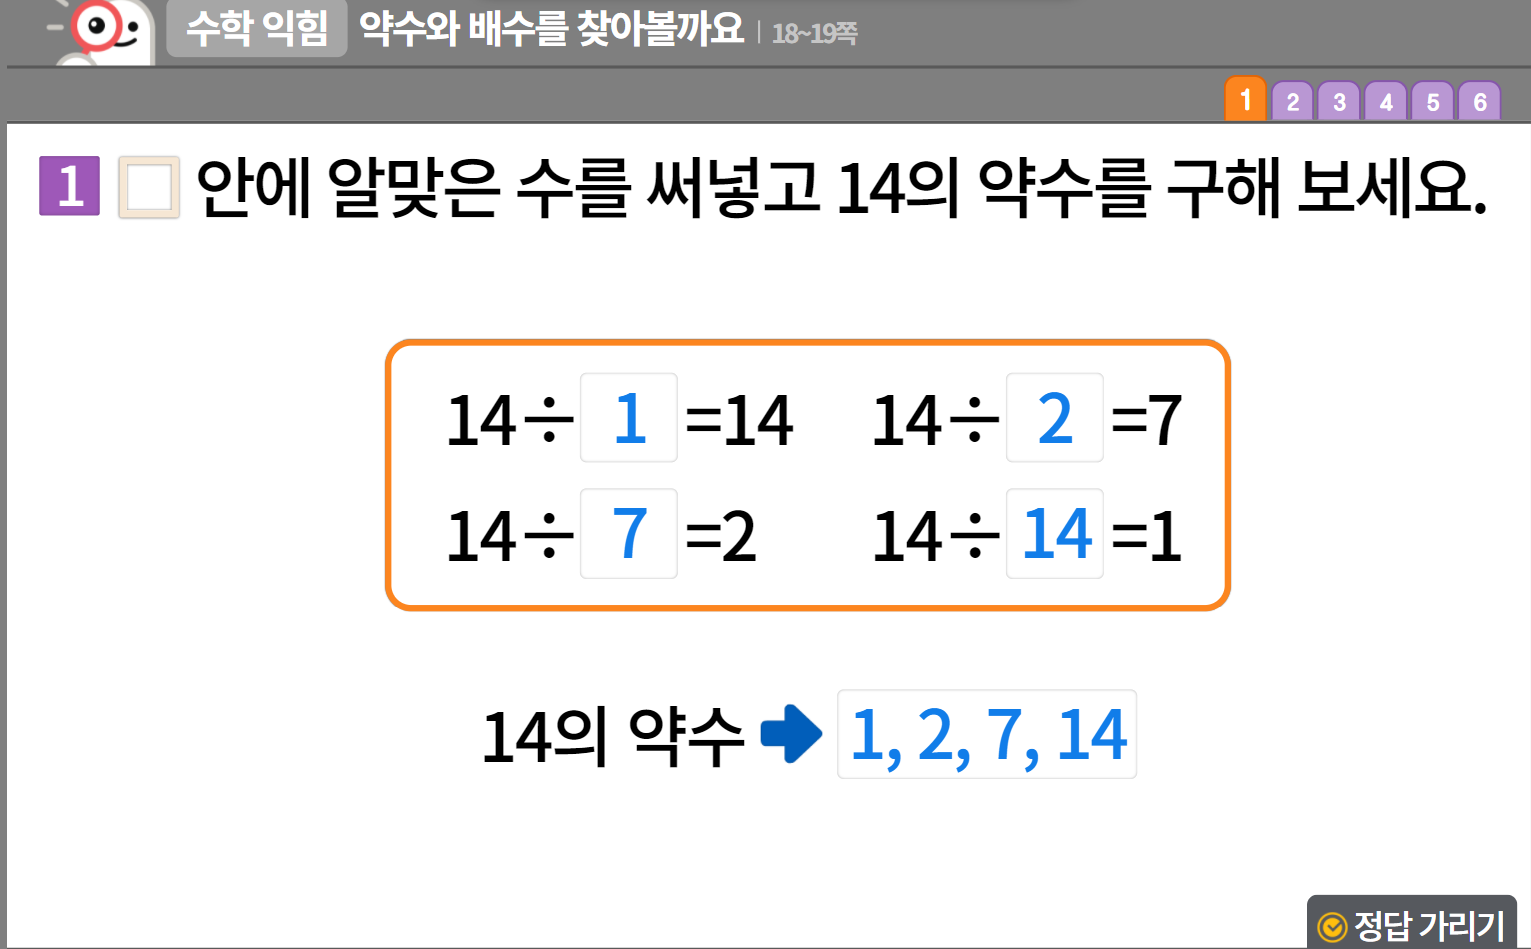 수학 익힘 약수와 배수를 찾아볼까요 | 18~19쪽
1 2 3 4 5 6
1 □ 안에 알맞은 수를 써넣고 14의 약수를 구해 보세요.
14÷1=14 14÷2=7
14÷7=2 14÷14=1
14의 약수 ➡ 1, 2, 7, 14
정답 가리기